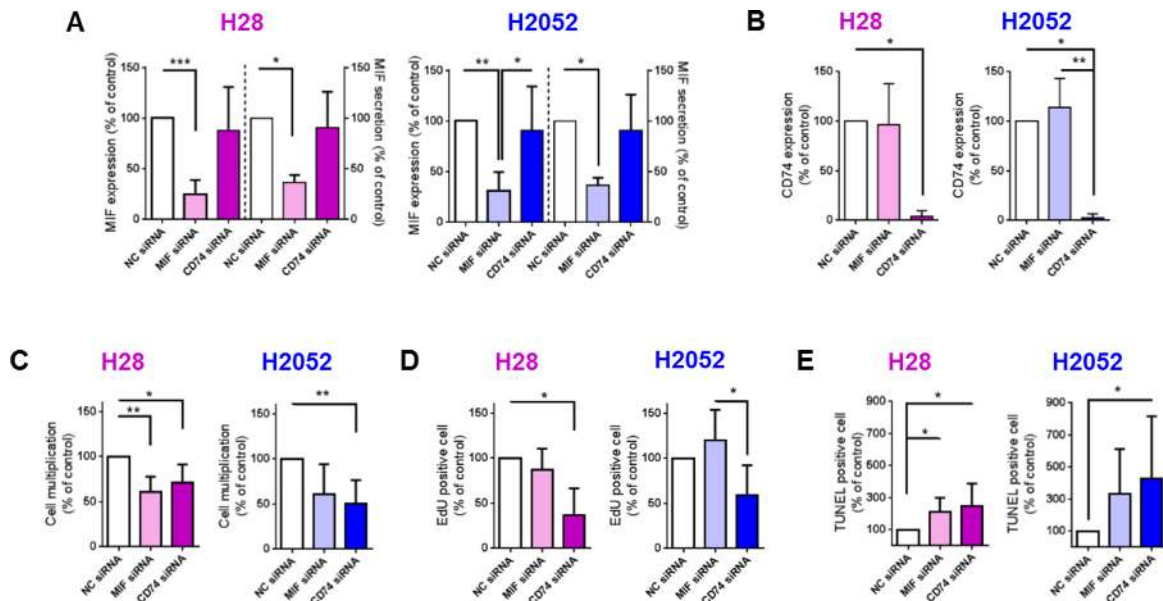 A
H28
H2052
B
H28
H2052
*** *
** * *
*
*
**
MIF expression (% of control)
150
100
50
0
150
100
50
0
MIF secretion (% of control)
NC siRNA
MIF siRNA
CD74 siRNA
NC siRNA
MIF siRNA
CD74 siRNA
MIF expression (% of control)
150
100
50
0
150
100
50
0
MIF secretion (% of control)
NC siRNA
MIF siRNA
CD74 siRNA
NC siRNA
MIF siRNA
CD74 siRNA
CD74 expression
(% of control)
150
100
50
0
NC siRNA
MIF siRNA
CD74 siRNA
CD74 expression
(% of control)
150
100
50
0
NC siRNA
MIF siRNA
CD74 siRNA
C
H28
H2052
Cell multiplication
(% of control)
150
100
50
0
*
**
NC siRNA
MIF siRNA
CD74 siRNA
Cell multiplication
(% of control)
150
100
50
0
**
NC siRNA
MIF siRNA
CD74 siRNA
D
H28
H2052
EdU positive cell
(% of control)
150
100
50
0
*
NC siRNA
MIF siRNA
CD74 siRNA
EdU positive cell
(% of control)
150
100
50
0
*
NC siRNA
MIF siRNA
CD74 siRNA
E
H28
H2052
TUNEL positive cell
(% of control)
900
700
500
300
100
*
*
NC siRNA
MIF siRNA
CD74 siRNA
TUNEL positive cell
(% of control)
900
700
500
300
100
*
NC siRNA
MIF siRNA
CD74 siRNA